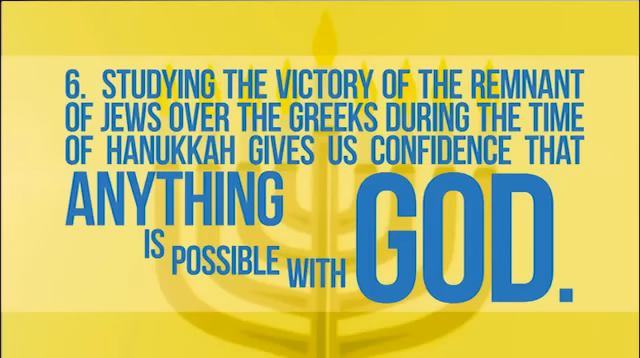 6. STUDYING THE VICTORY OF THE REMNANT
OF JEWS OVER THE GREEKS DURING THE TIME
OF HANUKKAH GIVES US CONFIDENCE THAT
ANYTHING
IS POSSIBLE WITH GOD.